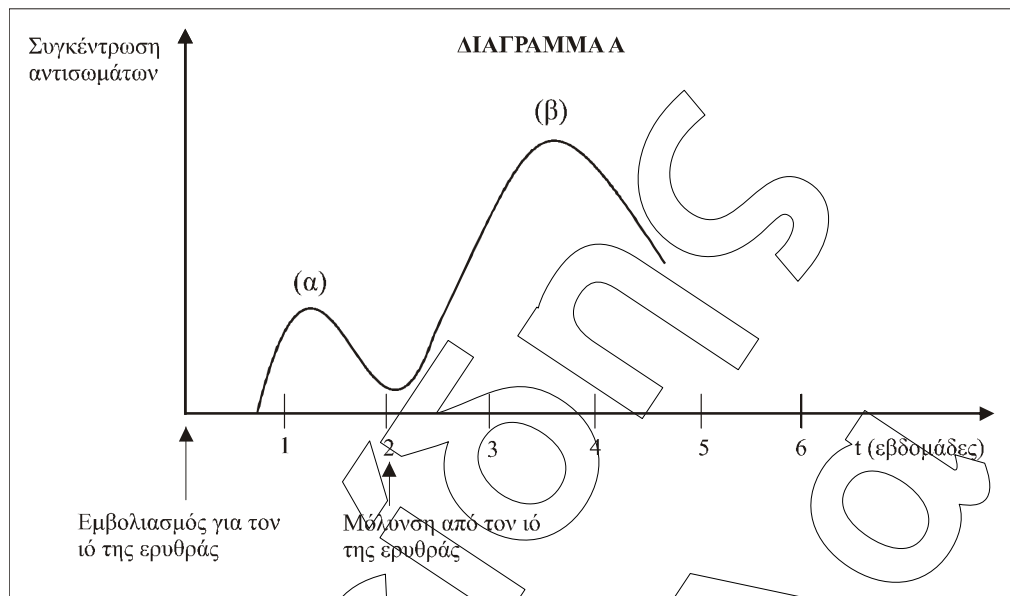 ΔΙΑΓΡΑΜΜΑ Α
Συγκέντρωση
αντισωμάτων
(β)
(α)
1 2 3 4 5 6 t (εβδομάδες)
Εμβολιασμός για τον
ιό της ερυθράς
Μόλυνση από τον ιό
της ερυθράς